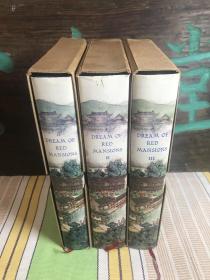 A DREAM OF
RED
MANSIONS
I
A DREAM OF
RED
MANSIONS
II
A DREAM OF
RED
MANSIONS
III